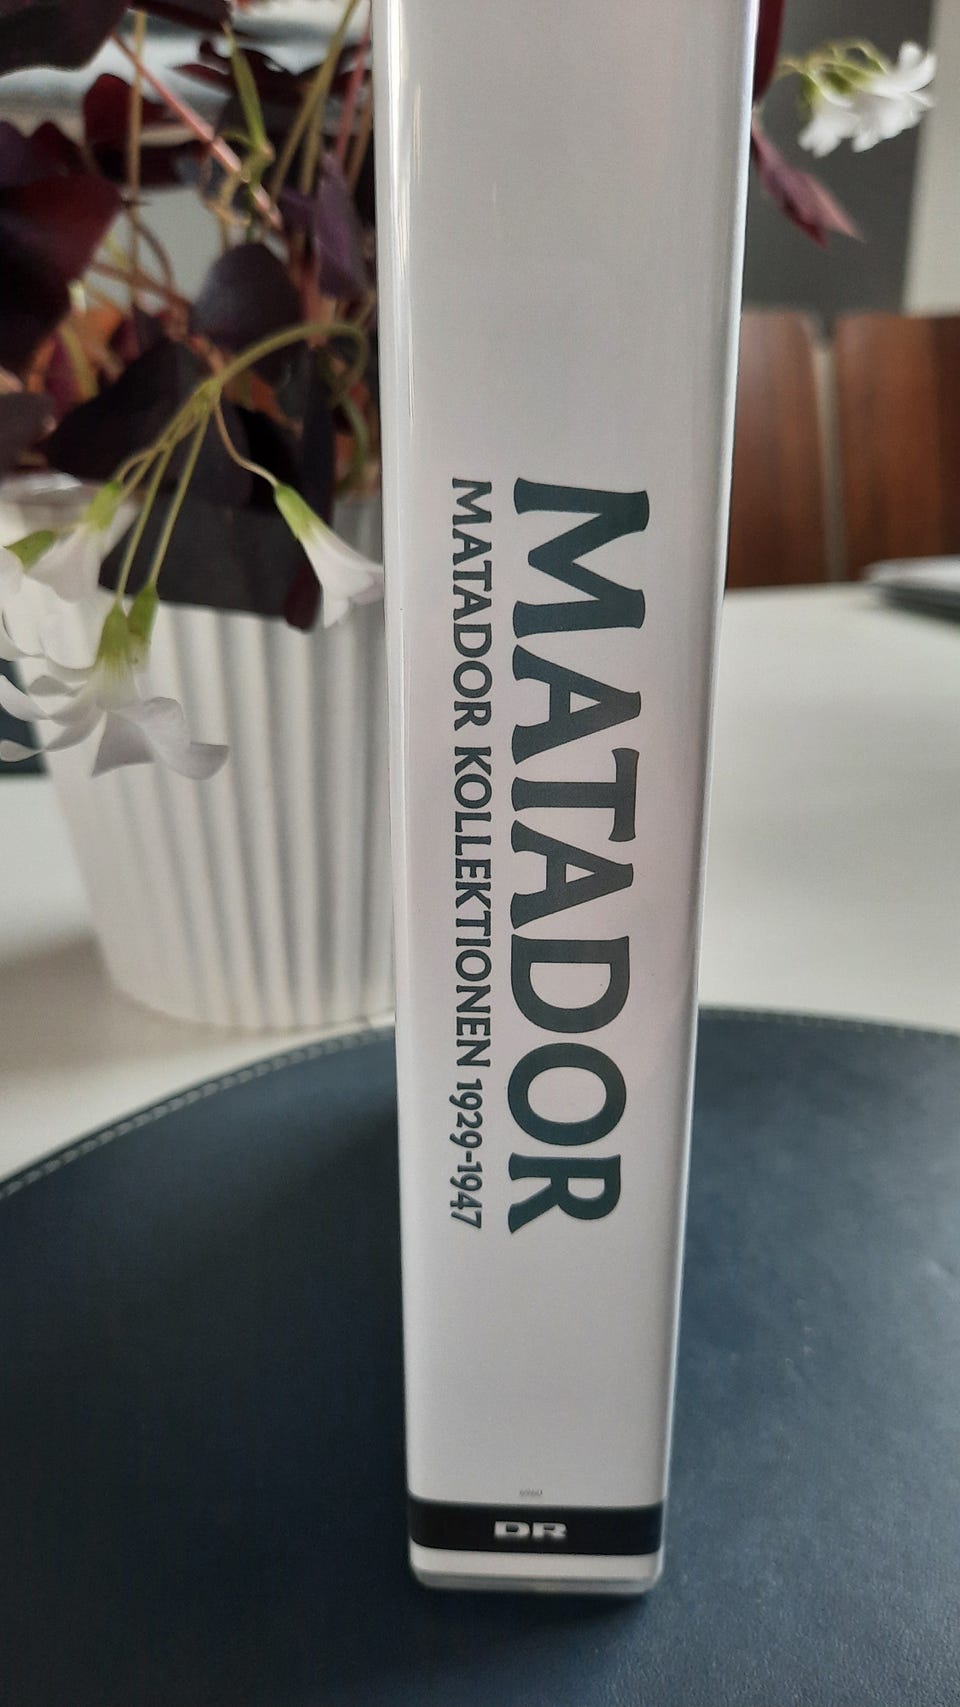 MATADOR
MATADOR KOLLEKTIONEN 1929-1947
DR